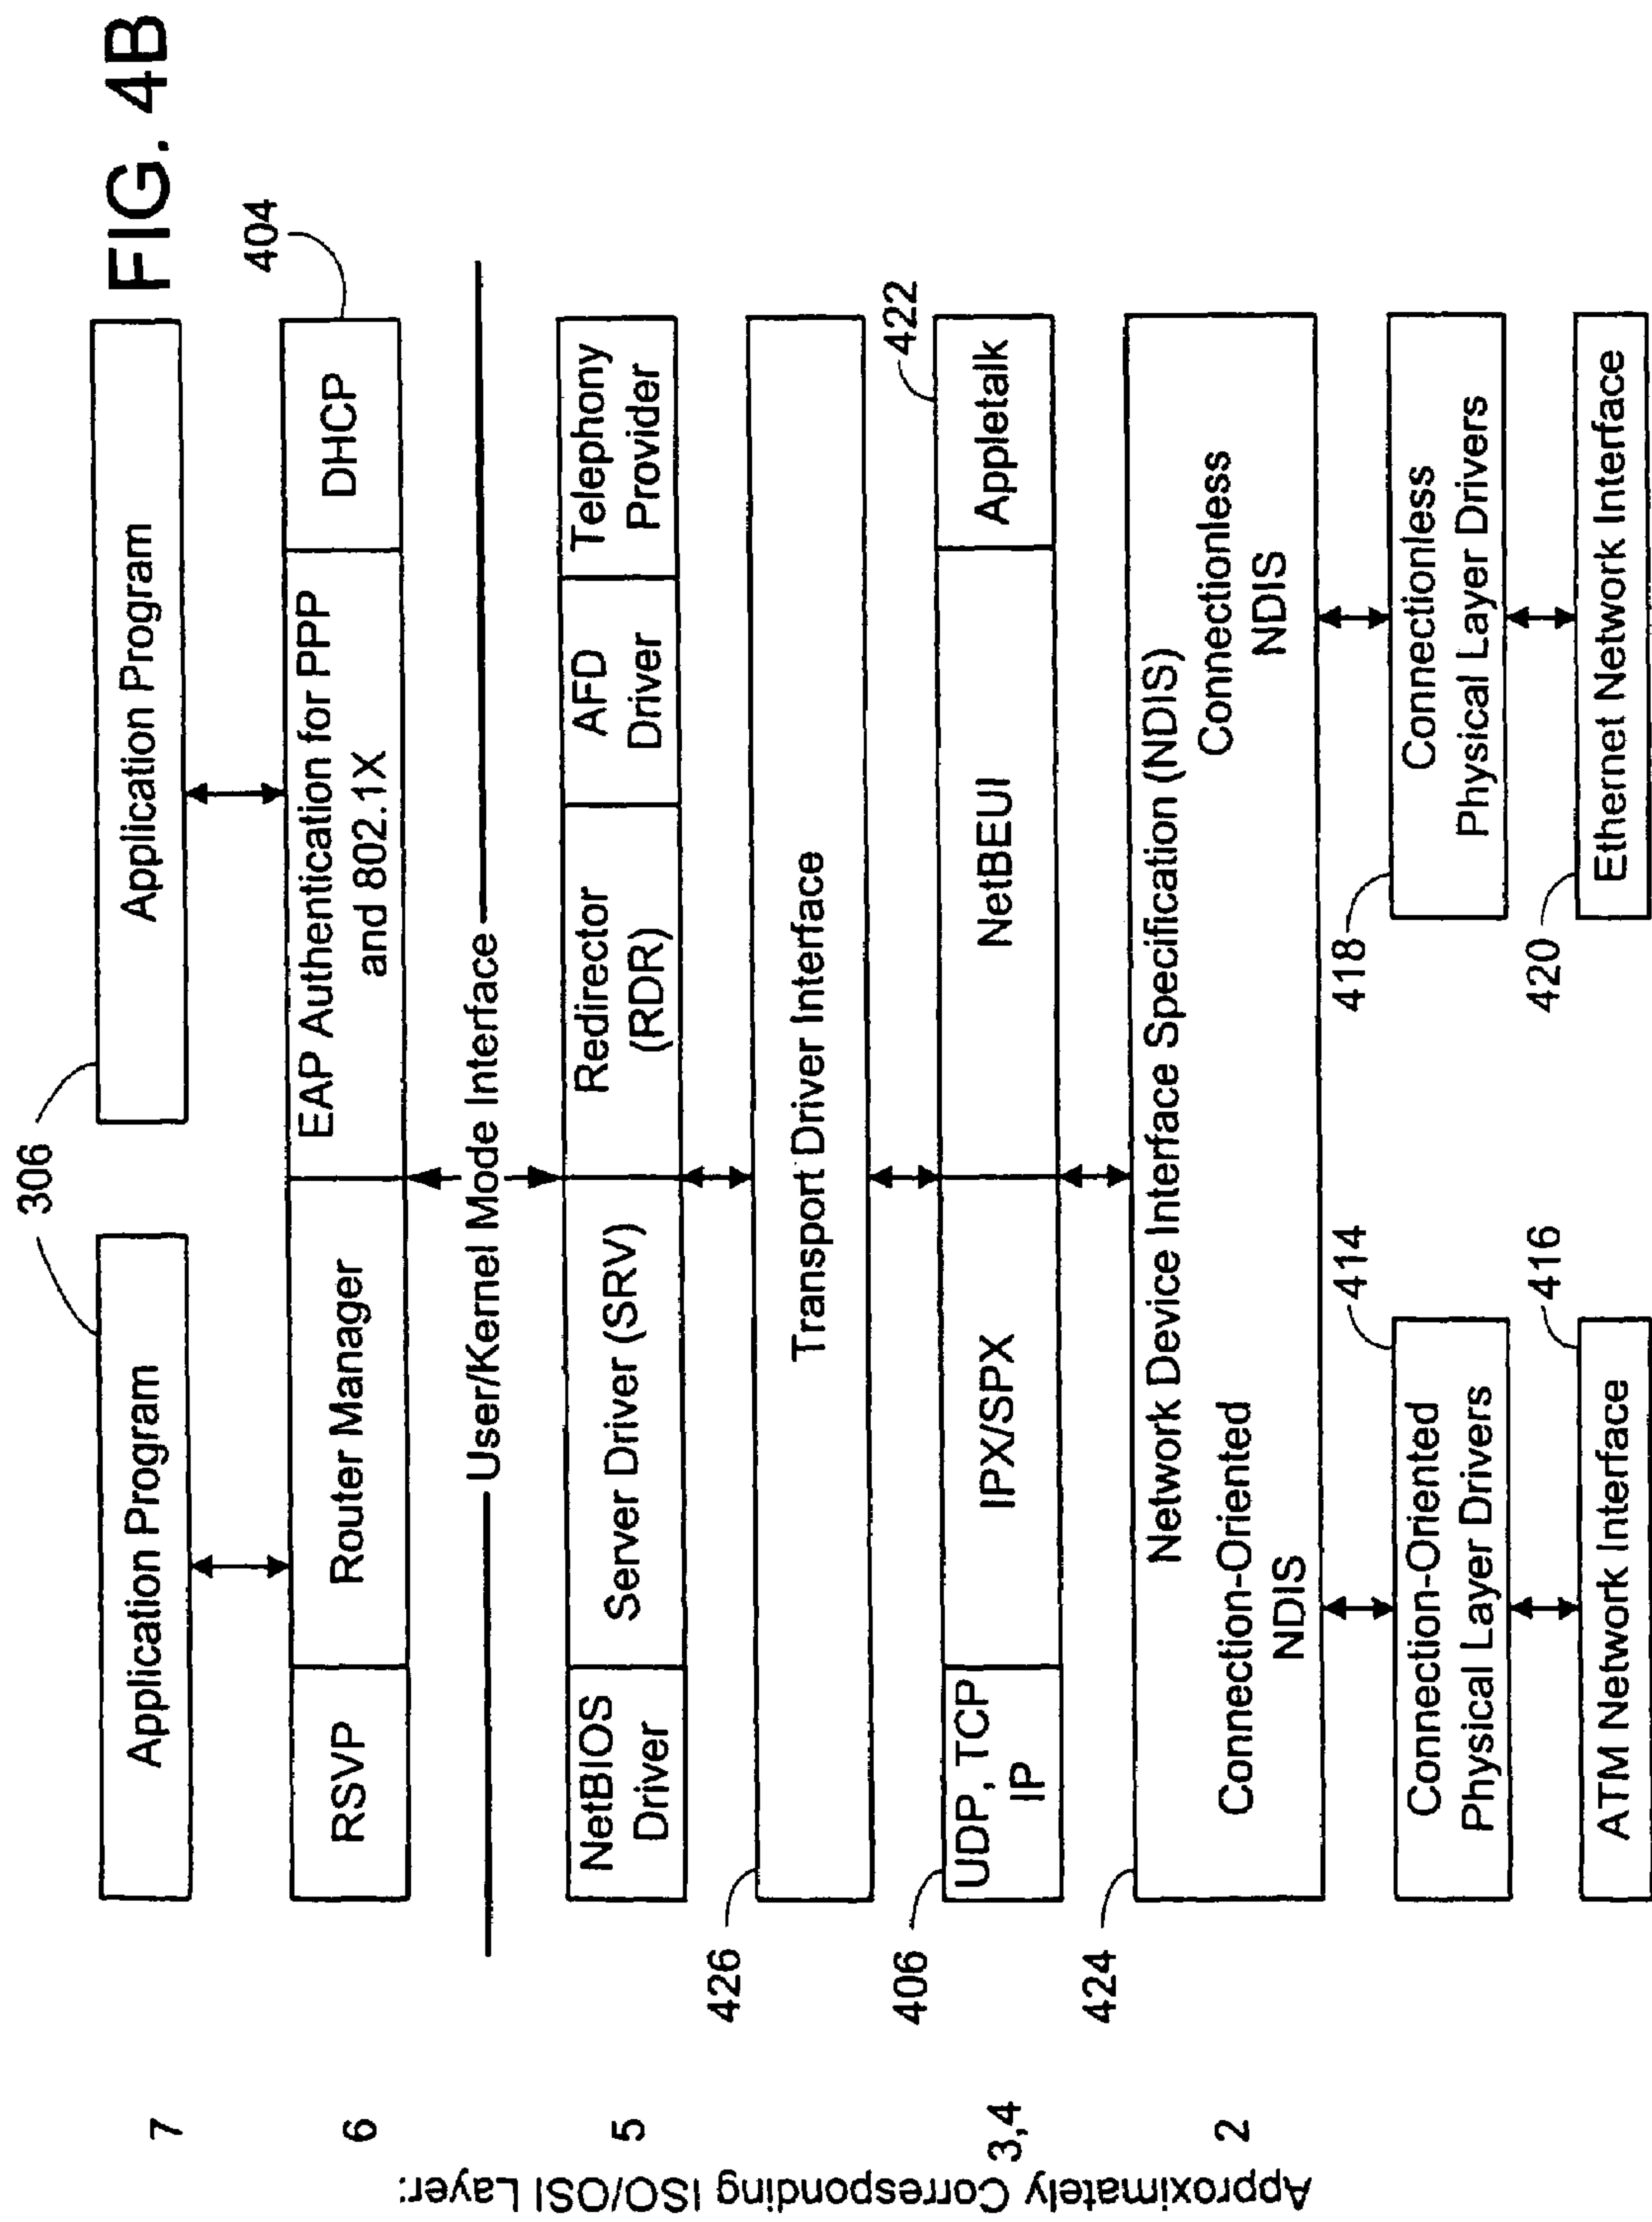 FIG. 4B
306
Application Program
Application Program
404
RSVP
Router Manager
EAP Authentication for PPP
and 802.1X
DHCP
User/Kernel Mode Interface
NetBIOS
Driver
Server Driver (SRV)
Redirector
(RDR)
AFD
Driver
Telephony
Provider
426
Transport Driver Interface
406
422
UDP, TCP
IP
IPX/SPX
NetBEUI
Appletalk
424
Network Device Interface Specification (NDIS)
Connection-Oriented
NDIS
Connectionless
NDIS
414
418
Connection-Oriented
Physical Layer Drivers
Connectionless
Physical Layer Drivers
416
420
ATM Network Interface
Ethernet Network Interface
Approximately Corresponding ISO/OSI Layer:
7
6
5
3,4
2